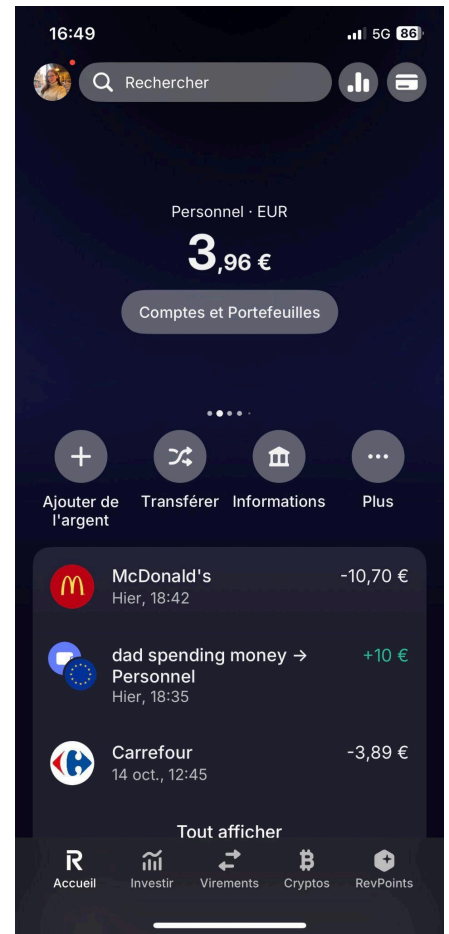 16:49
5G 86
Rechercher
Personnel · EUR
3,96 €
Comptes et Portefeuilles
Ajouter de l'argent
Transférer
Informations
Plus
McDonald's
-10,70 €
Hier, 18:42
dad spending money →
Personnel
+10 €
Hier, 18:35
Carrefour
-3,89 €
14 oct., 12:45
Tout afficher
Accueil
Investir
Virements
Cryptos
RevPoints